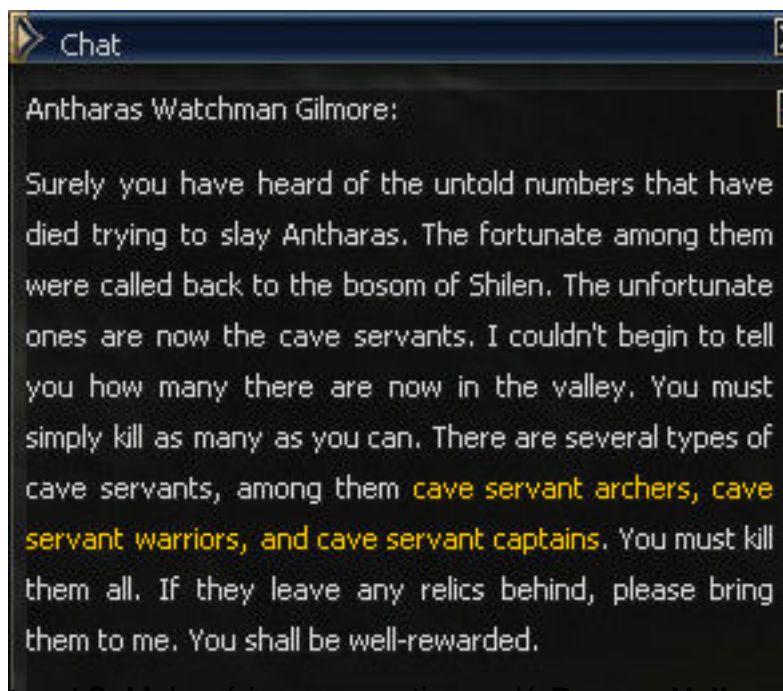 Chat
Antharas Watchman Gilmore:
Surely you have heard of the untold numbers that have
died trying to slay Antharas. The fortunate among them
were called back to the bosom of Shilen. The unfortunate
ones are now the cave servants. I couldn't begin to tell
you how many there are now in the valley. You must
simply kill as many as you can. There are several types of
cave servants, among them cave servant archers, cave
servant warriors, and cave servant captains. You must kill
them all. If they leave any relics behind, please bring
them to me. You shall be well-rewarded.